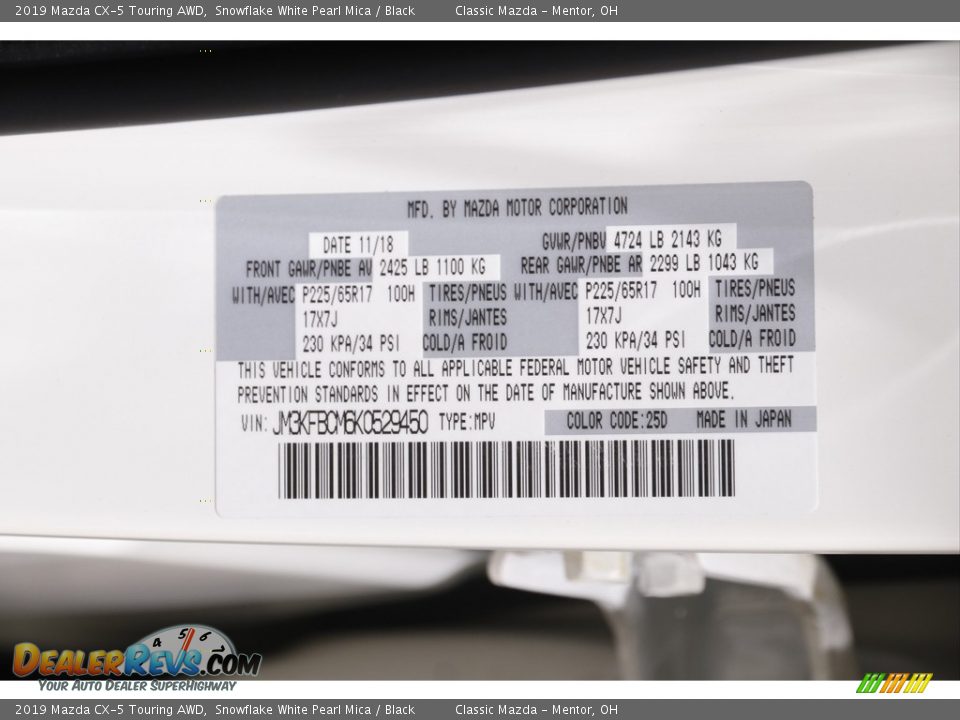 2019 Mazda CX-5 Touring AWD, Snowflake White Pearl Mica / Black Classic Mazda - Mentor, OH
MFD. BY MAZDA MOTOR CORPORATION
DATE 11/18 GVWR/PNBV 4724 LB 2143 KG
FRONT GAWR/PNBE AV 2425 LB 1100 KG REAR GAWR/PNBE AR 2299 LB 1043 KG
WITH/AVEC P225/65R17 100H TIRES/PNEUS WITH/AVEC P225/65R17 100H TIRES/PNEUS
17X7J RIMS/JANTES 17X7J RIMS/JANTES
230 KPA/34 PSI COLD/A FROID 230 KPA/34 PSI COLD/A FROID
THIS VEHICLE CONFORMS TO ALL APPLICABLE FEDERAL MOTOR VEHICLE SAFETY AND THEFT
PREVENTION STANDARDS IN EFFECT ON THE DATE OF MANUFACTURE SHOWN ABOVE.
VIN: JM3KFBCM6K0529450 TYPE:MPV COLOR CODE:25D MADE IN JAPAN
4 5 6
DealerRevs.com
Your Auto Dealer SuperHighway
2019 Mazda CX-5 Touring AWD, Snowflake White Pearl Mica / Black Classic Mazda - Mentor, OH